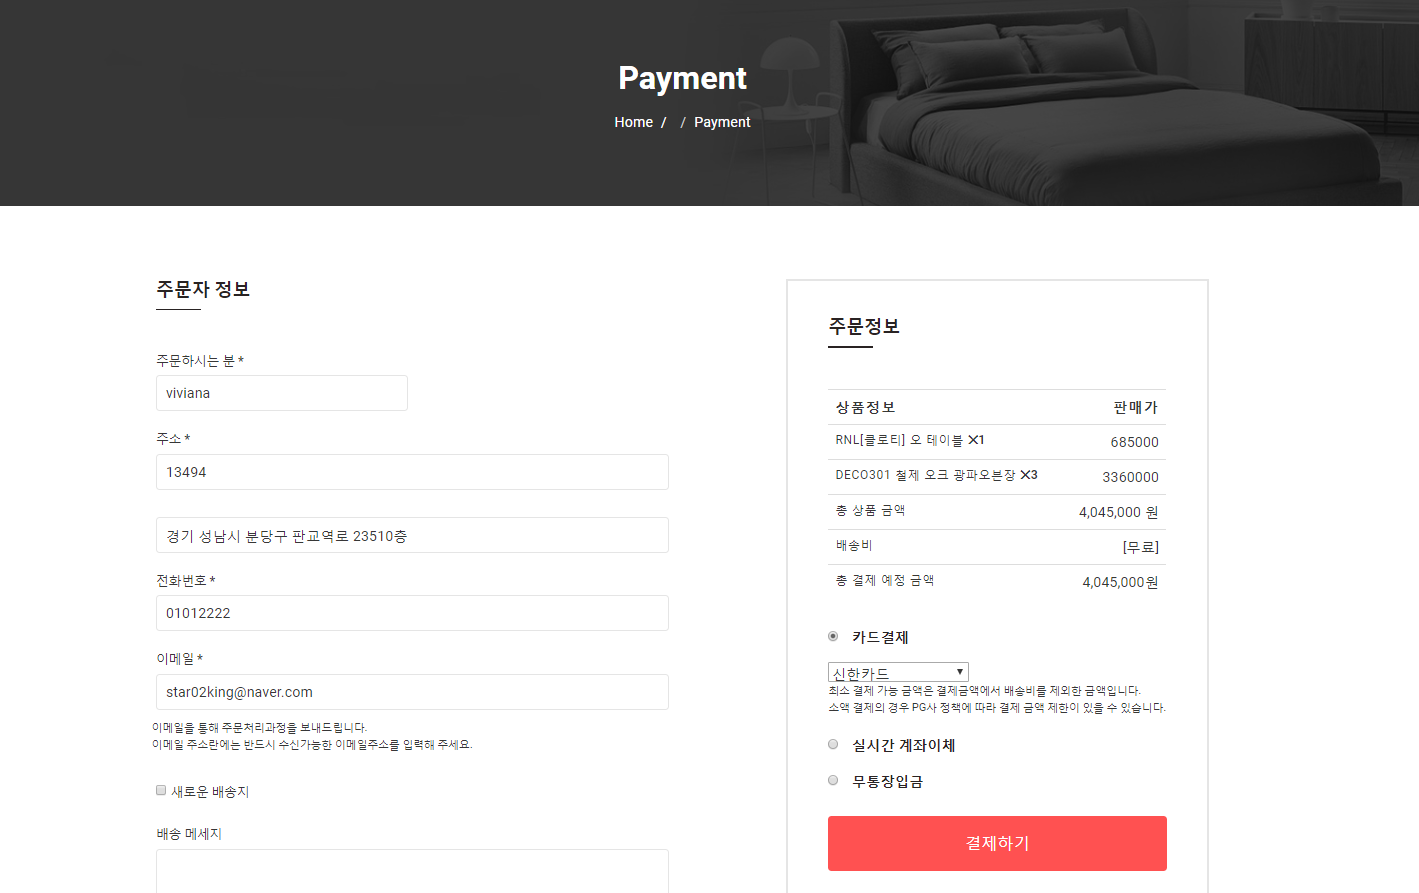 Payment
Home / / Payment
주문자 정보
주문하시는 분 *
viviana
주소 *
13494
경기 성남시 분당구 판교역로 23510층
전화번호 *
01012222
이메일 *
star02king@naver.com
이메일을 통해 주문처리과정을 보내드립니다.
이메일 주소란에는 반드시 수신가능한 이메일주소를 입력해 주세요.
새로운 배송지
배송 메세지
주문정보
상품정보 판매가
RNL[클로티] 오 테이블 ✕1 685000
DECO301 철제 오크 광파오븐장 ✕3 3360000
총 상품 금액 4,045,000 원
배송비 [무료]
총 결제 예정 금액 4,045,000원
카드결제
신한카드
최소 결제 가능 금액은 결제금액에서 배송비를 제외한 금액입니다.
소액 결제의 경우 PG사 정책에 따라 결제 금액 제한이 있을 수 있습니다.
실시간 계좌이체
무통장입금
결제하기